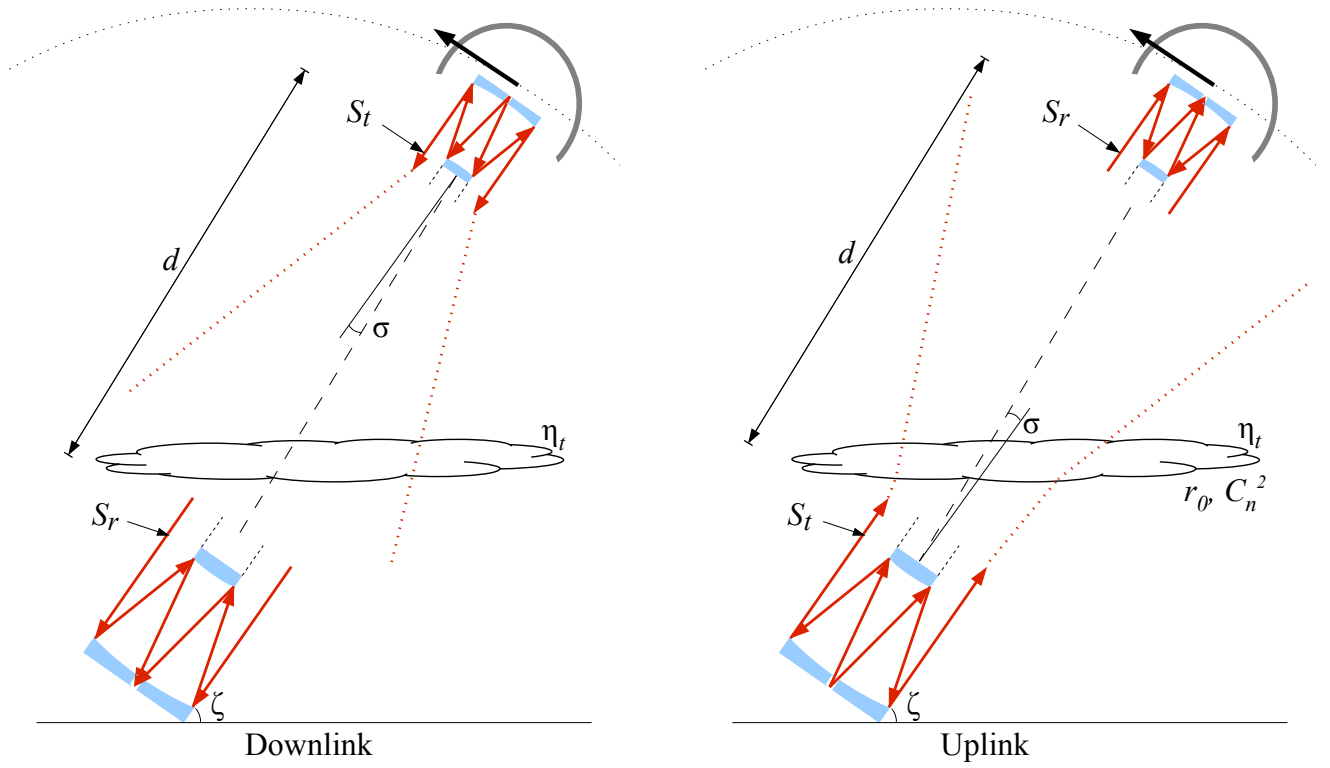 S_t
d
σ
η_t
S_r
ζ
Downlink
S_r
d
σ
η_t
r_0, C_n^2
S_t
ζ
Uplink